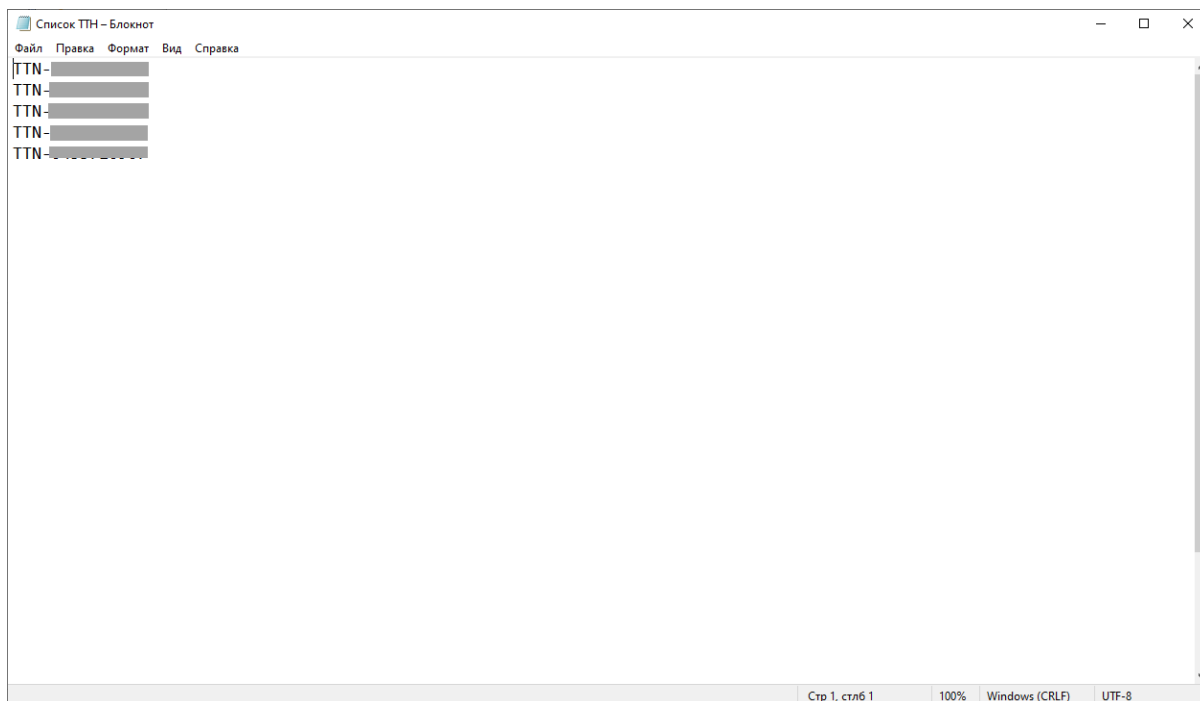 Список ТТН – Блокнот
Файл Правка Формат Вид Справка
TTN-
TTN-
TTN-
TTN-
TTN-
Стр 1, стлб 1 100% Windows (CRLF) UTF-8